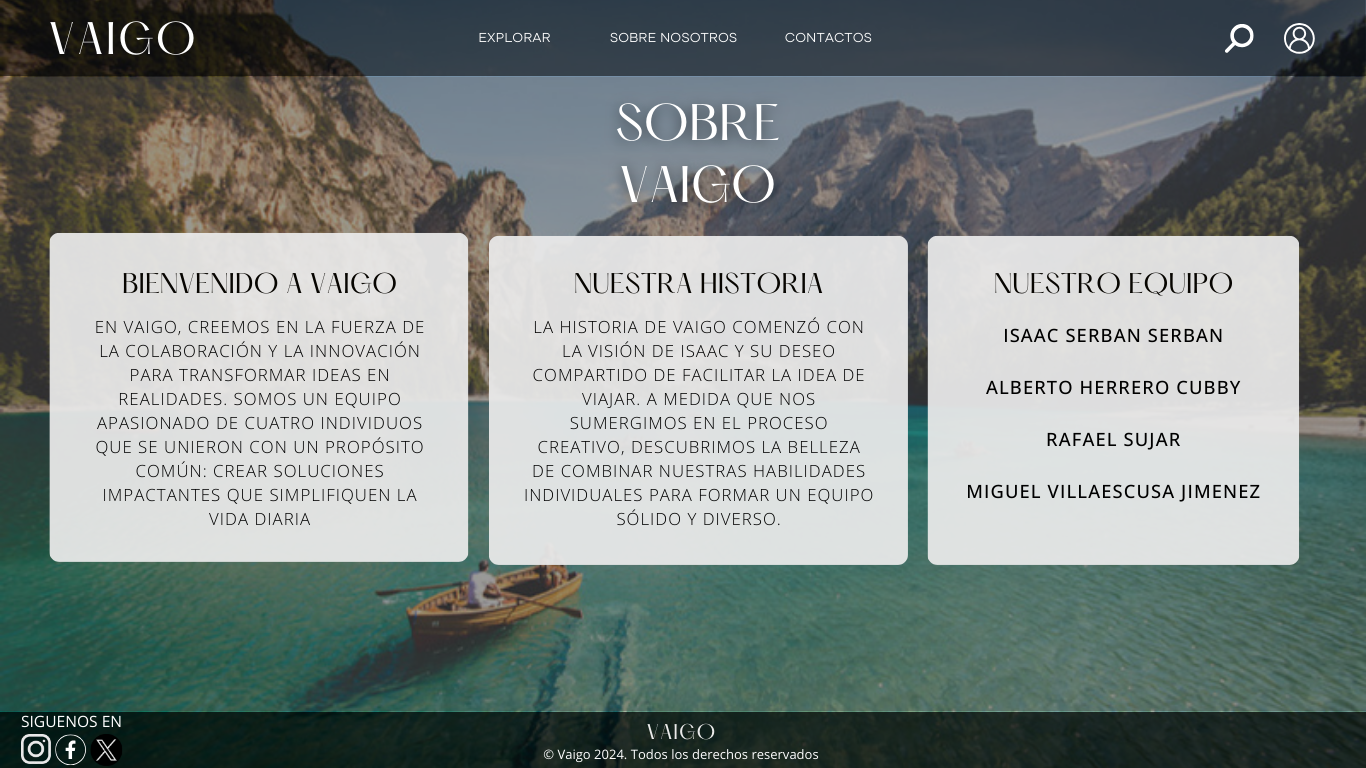 VAIGO
EXPLORAR
SOBRE NOSOTROS
CONTACTOS
SOBRE
VAIGO
BIENVENIDO A VAIGO
EN VAIGO, CREEMOS EN LA FUERZA DE
LA COLABORACIÓN Y LA INNOVACIÓN
PARA TRANSFORMAR IDEAS EN
REALIDADES. SOMOS UN EQUIPO
APASIONADO DE CUATRO INDIVIDUOS
QUE SE UNIERON CON UN PROPÓSITO
COMÚN: CREAR SOLUCIONES
IMPACTANTES QUE SIMPLIFIQUEN LA
VIDA DIARIA
NUESTRA HISTORIA
LA HISTORIA DE VAIGO COMENZÓ CON
LA VISIÓN DE ISAAC Y SU DESEO
COMPARTIDO DE FACILITAR LA IDEA DE
VIAJAR. A MEDIDA QUE NOS
SUMERGIMOS EN EL PROCESO
CREATIVO, DESCUBRIMOS LA BELLEZA
DE COMBINAR NUESTRAS HABILIDADES
INDIVIDUALES PARA FORMAR UN EQUIPO
SÓLIDO Y DIVERSO.
NUESTRO EQUIPO
ISAAC SERBAN SERBAN
ALBERTO HERRERO CUBBY
RAFAEL SUJAR
MIGUEL VILLAESCUSA JIMENEZ
SIGUENOS EN
VAIGO
© Vaigo 2024. Todos los derechos reservados